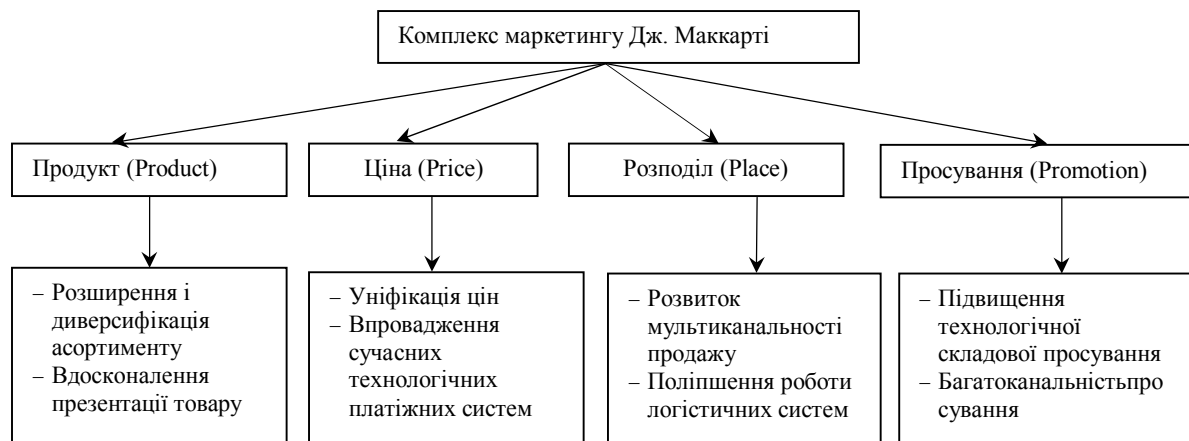 Комплекс маркетингу Дж. Маккарті
Продукт (Product)
Ціна (Price)
Розподіл (Place)
Просування (Promotion)
– Розширення і
диверсифікація
асортименту
– Вдосконалення
презентації товару
– Уніфікація цін
– Впровадження
сучасних
технологічних
платіжних систем
– Розвиток
мультиканальності
продажу
– Поліпшення роботи
логістичних систем
– Підвищення
технологічної
складової просування
– Багатоканальністьпро
сування